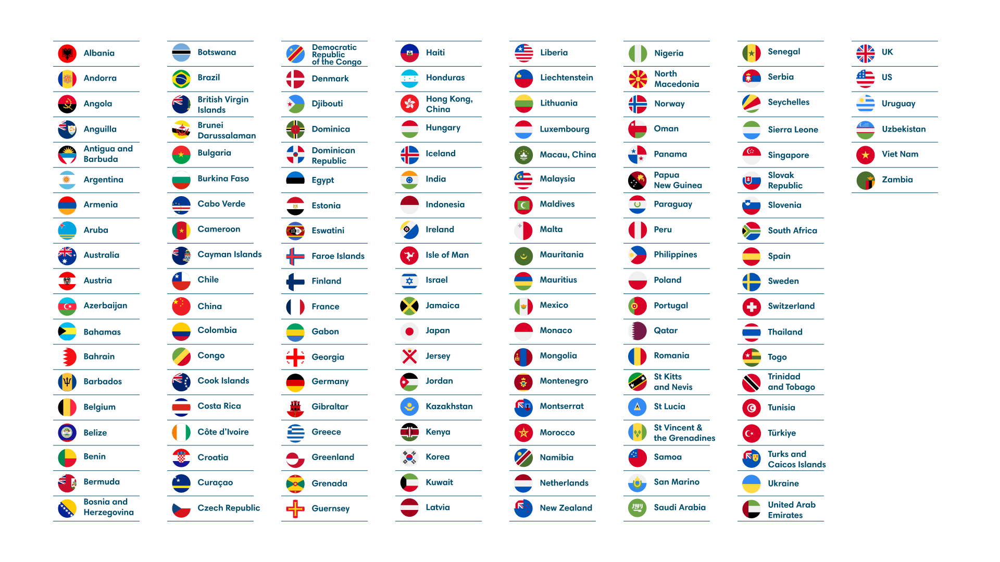 Albania
Andorra
Angola
Anguilla
Antigua and
Barbuda
Argentina
Armenia
Aruba
Australia
Austria
Azerbaijan
Bahamas
Bahrain
Barbados
Belgium
Belize
Benin
Bermuda
Bosnia and
Herzegovina
Botswana
Brazil
British Virgin
Islands
Brunei
Darussalaman
Bulgaria
Burkina Faso
Cabo Verde
Cameroon
Cayman Islands
Chile
China
Colombia
Congo
Cook Islands
Costa Rica
Côte d'Ivoire
Croatia
Curaçao
Czech Republic
Democratic
Republic
of the Congo
Denmark
Djibouti
Dominica
Dominican
Republic
Egypt
Estonia
Eswatini
Faroe Islands
Finland
France
Gabon
Georgia
Germany
Gibraltar
Greece
Greenland
Grenada
Guernsey
Haiti
Honduras
Hong Kong,
China
Hungary
Iceland
India
Indonesia
Ireland
Isle of Man
Israel
Jamaica
Japan
Jersey
Jordan
Kazakhstan
Kenya
Korea
Kuwait
Latvia
Liberia
Liechtenstein
Lithuania
Luxembourg
Macau, China
Malaysia
Maldives
Malta
Mauritania
Mauritius
Mexico
Monaco
Mongolia
Montenegro
Montserrat
Morocco
Namibia
Netherlands
New Zealand
Nigeria
North
Macedonia
Norway
Oman
Panama
Papua
New Guinea
Paraguay
Peru
Philippines
Poland
Portugal
Qatar
Romania
St Kitts
and Nevis
St Lucia
St Vincent &
the Grenadines
Samoa
San Marino
Saudi Arabia
Senegal
Serbia
Seychelles
Sierra Leone
Singapore
Slovak
Republic
Slovenia
South Africa
Spain
Sweden
Switzerland
Thailand
Togo
Trinidad
and Tobago
Tunisia
Türkiye
Turks and
Caicos Islands
Ukraine
United Arab
Emirates
UK
US
Uruguay
Uzbekistan
Viet Nam
Zambia